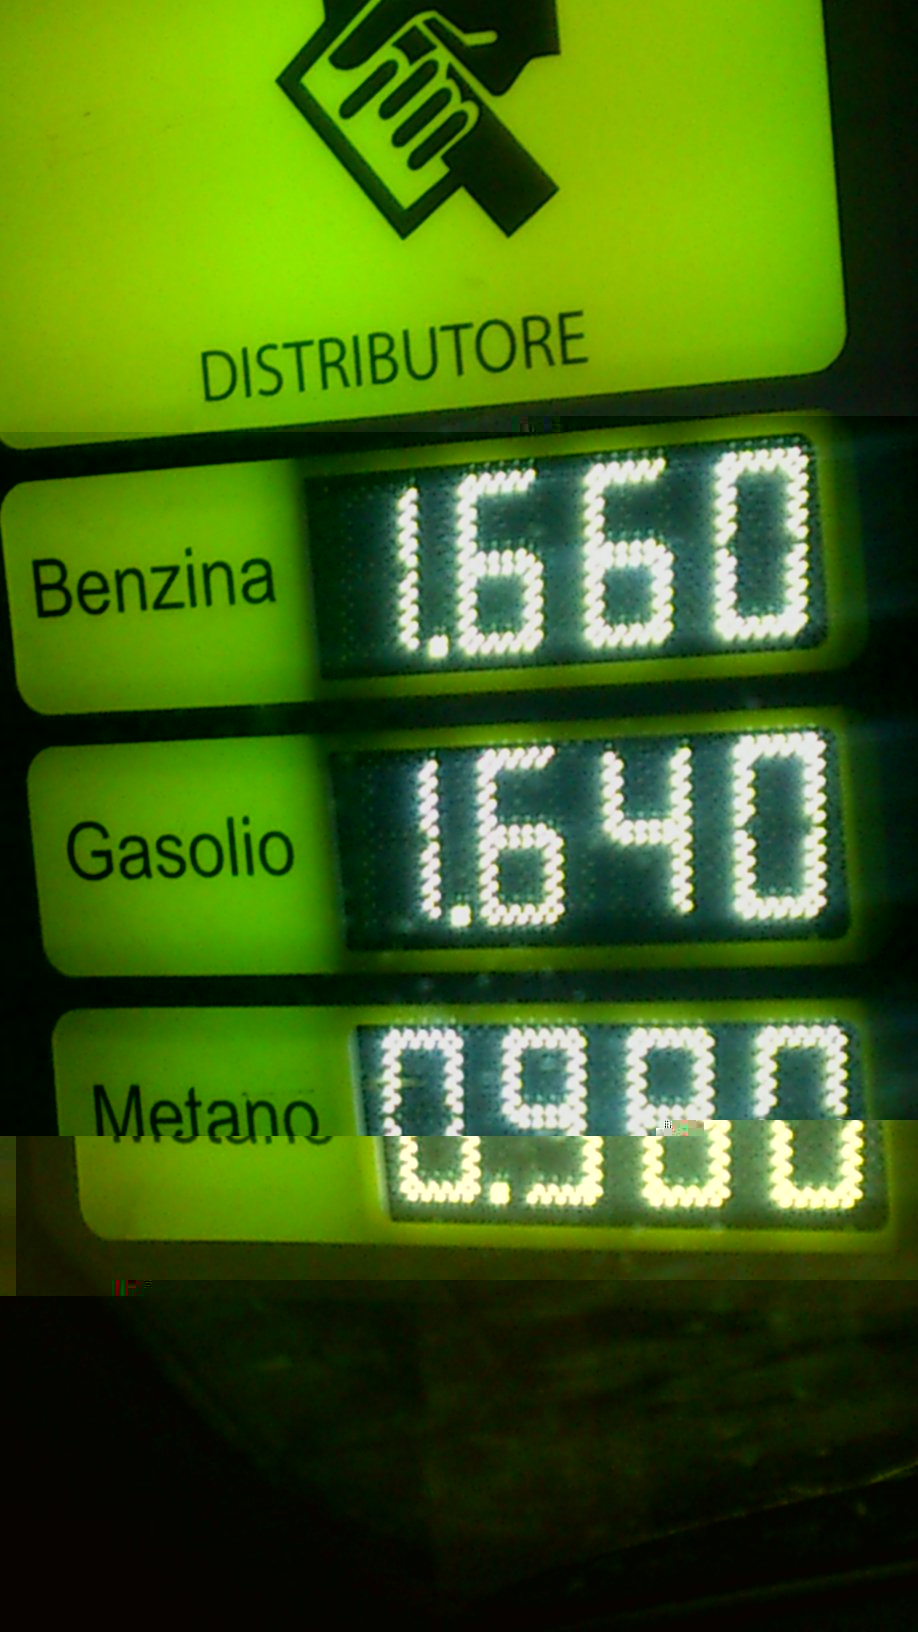 DISTRIBUTORE
Benzina 1.660
Gasolio 1.640
Metano 0.980